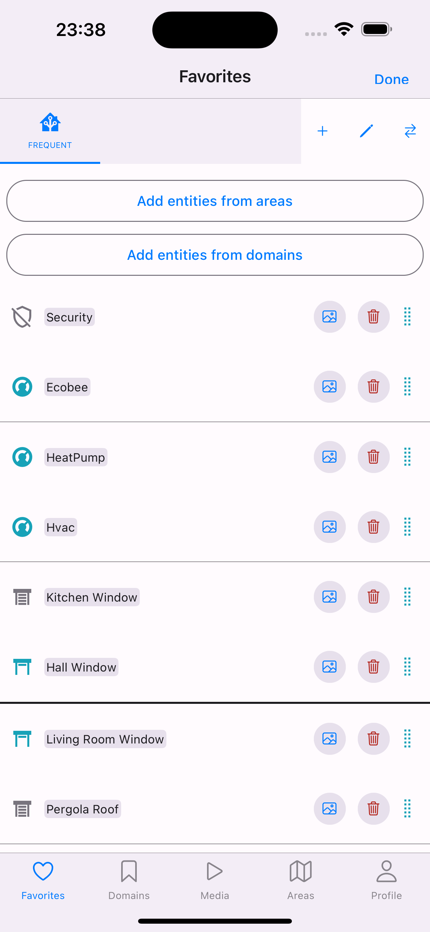 23:38
Favorites
Done
FREQUENT
Add entities from areas
Add entities from domains
Security
Ecobee
HeatPump
Hvac
Kitchen Window
Hall Window
Living Room Window
Pergola Roof
Favorites
Domains
Media
Areas
Profile